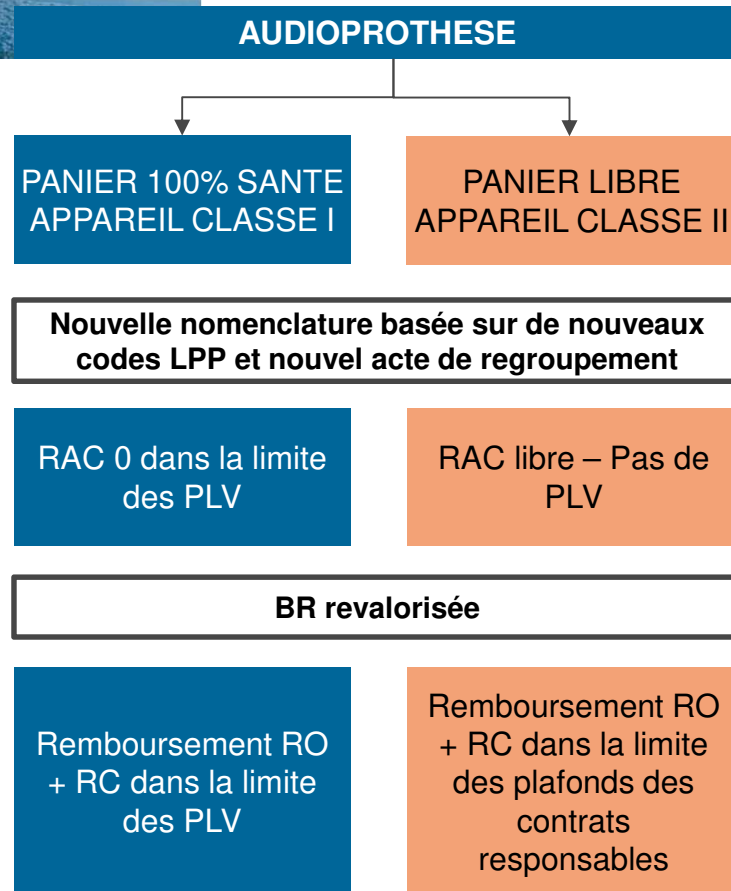 AUDIOPROTHESE
PANIER 100% SANTE
APPAREIL CLASSE I
PANIER LIBRE
APPAREIL CLASSE II
Nouvelle nomenclature basée sur de nouveaux
codes LPP et nouvel acte de regroupement
RAC 0 dans la limite
des PLV
RAC libre – Pas de
PLV
BR revalorisée
Remboursement RO
+ RC dans la limite
des PLV
Remboursement RO
+ RC dans la limite
des plafonds des
contrats
responsables